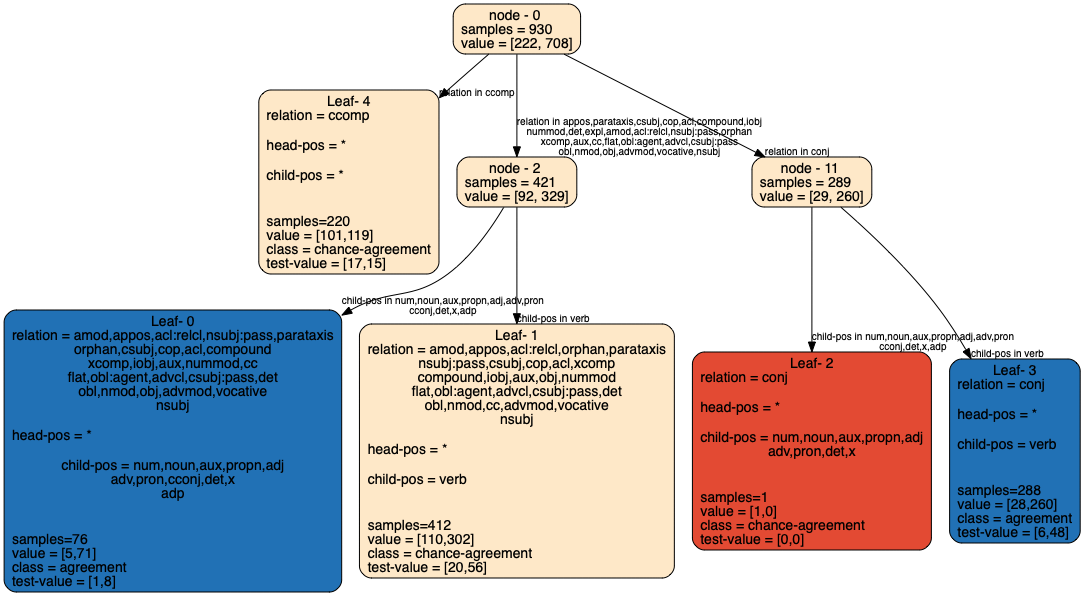 node - 0
samples = 930
value = [222, 708]
relation in ccomp
relation in appos,parataxis,csubj,cop,acl,compound,iobj
nummod,det,expl,amod,acl:relcl,nsubj:pass,orphan
xcomp,aux,cc,flat,obl:agent,advcl,csubj:pass
obl,nmod,obj,advmod,vocative,nsubj
relation in conj
Leaf- 4
relation = ccomp
head-pos = *
child-pos = *
samples=220
value = [101,119]
class = chance-agreement
test-value = [17,15]
node - 2
samples = 421
value = [92, 329]
node - 11
samples = 289
value = [29, 260]
child-pos in num,noun,aux,propn,adj,adv,pron
cconj,det,x,adp
child-pos in verb
child-pos in num,noun,aux,propn,adj,adv,pron
cconj,det,x,adp
child-pos in verb
Leaf- 0
relation = amod,appos,acl:relcl,nsubj:pass,parataxis
orphan,csubj,cop,acl,compound
xcomp,iobj,aux,nummod,cc
flat,obl:agent,advcl,csubj:pass,det
obl,nmod,obj,advmod,vocative
nsubj
head-pos = *
child-pos = num,noun,aux,propn,adj
adv,pron,cconj,det,x
adp
samples=76
value = [5,71]
class = agreement
test-value = [1,8]
Leaf- 1
relation = amod,appos,acl:relcl,orphan,parataxis
nsubj:pass,csubj,cop,acl,xcomp
compound,iobj,aux,obj,nummod
flat,obl:agent,advcl,csubj:pass,det
obl,nmod,cc,advmod,vocative
nsubj
head-pos = *
child-pos = verb
samples=412
value = [110,302]
class = chance-agreement
test-value = [20,56]
Leaf- 2
relation = conj
head-pos = *
child-pos = num,noun,aux,propn,adj
adv,pron,det,x
samples=1
value = [1,0]
class = chance-agreement
test-value = [0,0]
Leaf- 3
relation = conj
head-pos = *
child-pos = verb
samples=288
value = [28,260]
class = agreement
test-value = [6,48]